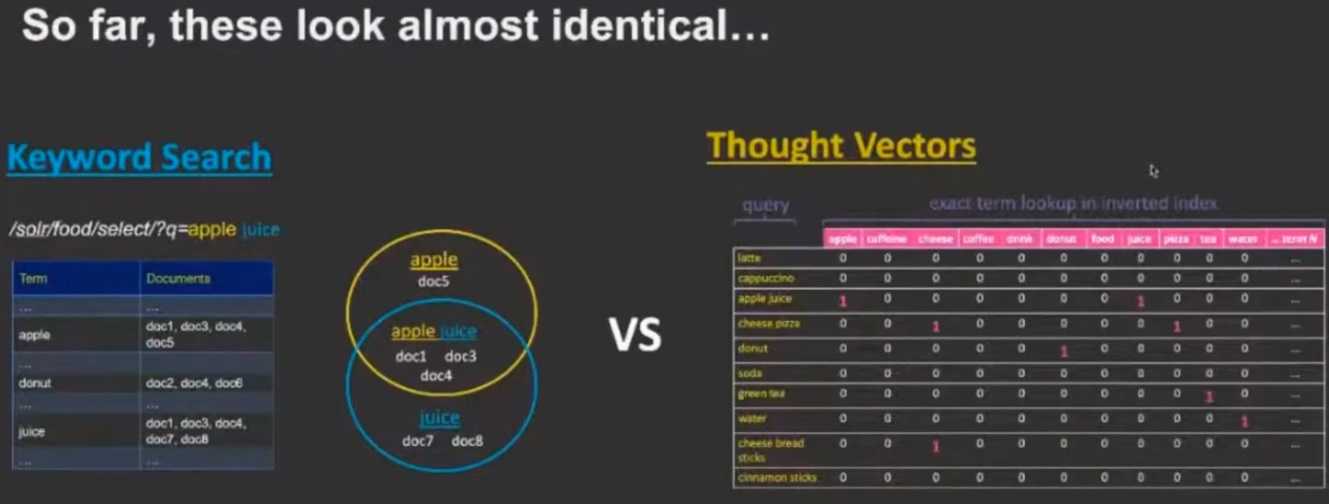 So far, these look almost identical...
Keyword Search
/solr/food/select/?q=apple juice
Term Documents
... ...
apple doc1, doc3, doc4,
doc5
... ...
donut doc2, doc4, doc6
... ...
juice doc1, doc3, doc4,
doc7, doc8
... ...
apple
doc5
apple juice
doc1 doc3
doc4
juice
doc7 doc8
VS
Thought Vectors
query exact term lookup in inverted index
apple caffeine cheese coffee drink donut food juice pizza tea water ... term N
latte 0 0 0 0 0 0 0 0 0 0 0 ...
cappuccino 0 0 0 0 0 0 0 0 0 0 0 ...
apple juice 1 0 0 0 0 0 0 1 0 0 0 ...
cheese pizza 0 0 1 0 0 0 0 0 1 0 0 ...
donut 0 0 0 0 0 1 0 0 0 0 0 ...
soda 0 0 0 0 0 0 0 0 0 0 0 ...
green tea 0 0 0 0 0 0 0 0 0 1 0 ...
water 0 0 0 0 0 0 0 0 0 0 1 ...
cheese bread
sticks 0 0 1 0 0 0 0 0 0 0 0 ...
cinnamon sticks 0 0 0 0 0 0 0 0 0 0 0 ...